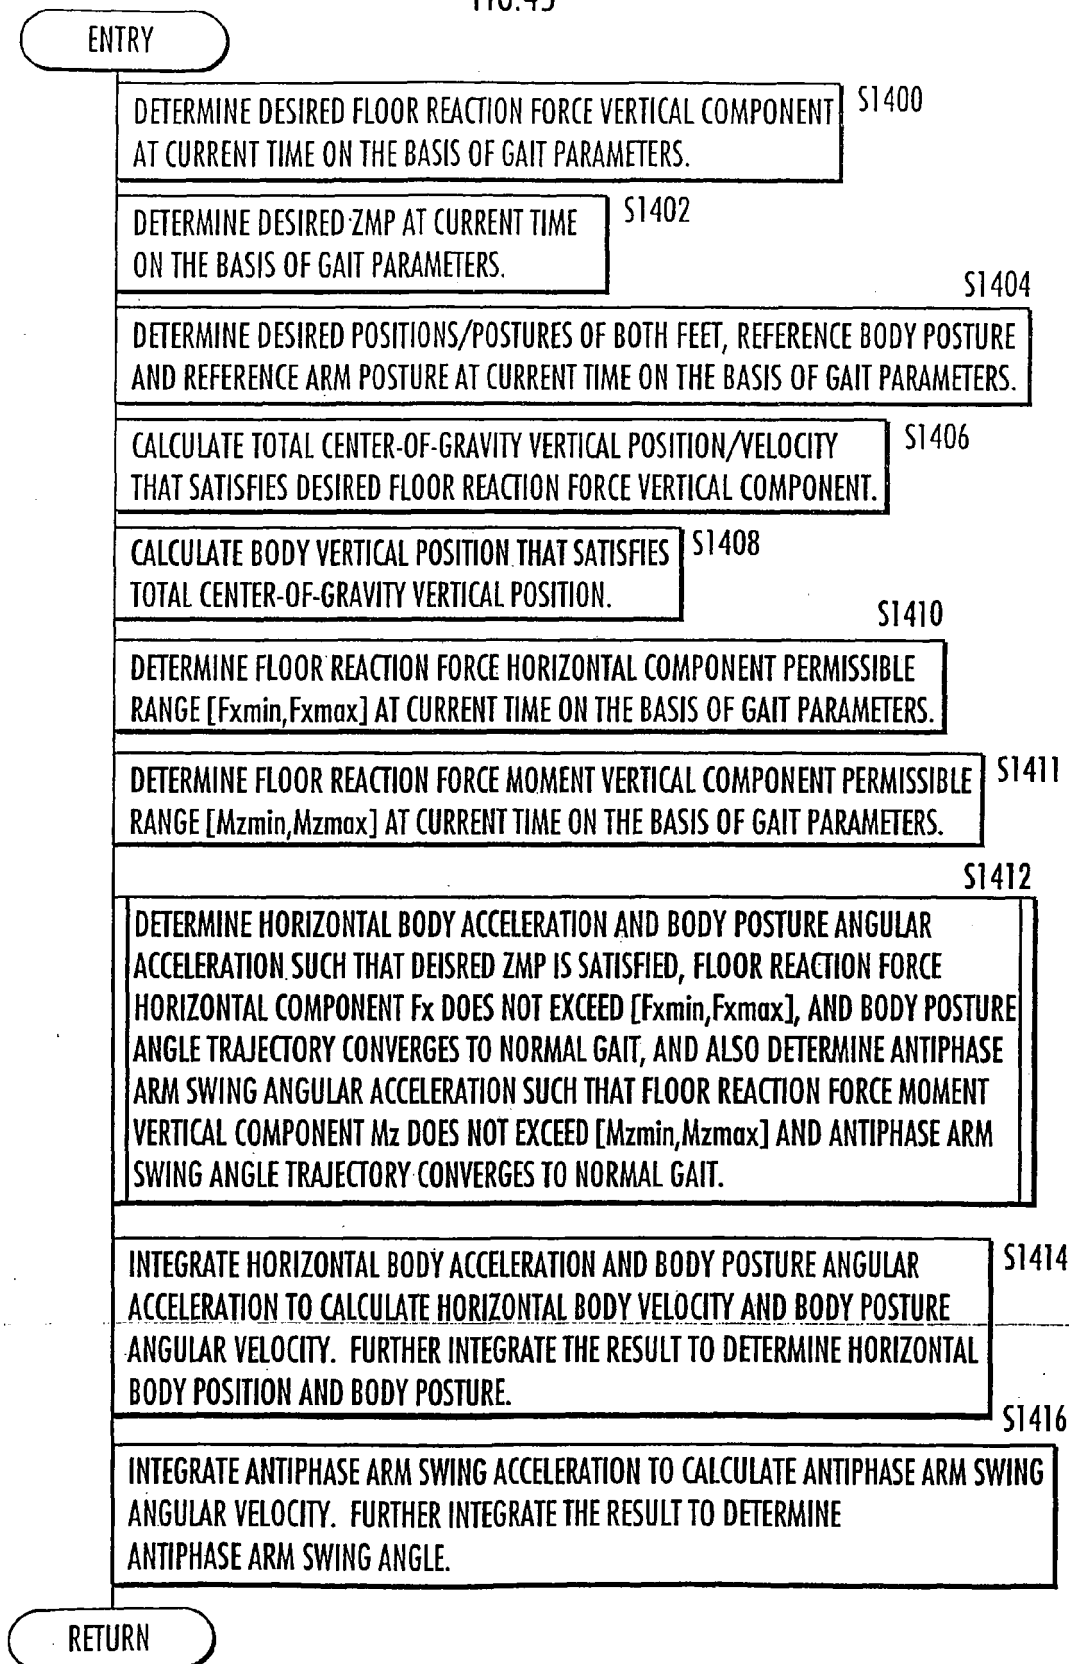 ENTRY
DETERMINE DESIRED FLOOR REACTION FORCE VERTICAL COMPONENT
AT CURRENT TIME ON THE BASIS OF GAIT PARAMETERS.
S1400
DETERMINE DESIRED ZMP AT CURRENT TIME
ON THE BASIS OF GAIT PARAMETERS.
S1402
S1404
DETERMINE DESIRED POSITIONS/POSTURES OF BOTH FEET, REFERENCE BODY POSTURE
AND REFERENCE ARM POSTURE AT CURRENT TIME ON THE BASIS OF GAIT PARAMETERS.
CALCULATE TOTAL CENTER-OF-GRAVITY VERTICAL POSITION/VELOCITY
THAT SATISFIES DESIRED FLOOR REACTION FORCE VERTICAL COMPONENT.
S1406
CALCULATE BODY VERTICAL POSITION THAT SATISFIES
TOTAL CENTER-OF-GRAVITY VERTICAL POSITION.
S1408
S1410
DETERMINE FLOOR REACTION FORCE HORIZONTAL COMPONENT PERMISSIBLE
RANGE [Fxmin,Fxmax] AT CURRENT TIME ON THE BASIS OF GAIT PARAMETERS.
DETERMINE FLOOR REACTION FORCE MOMENT VERTICAL COMPONENT PERMISSIBLE
RANGE [Mzmin,Mzmax] AT CURRENT TIME ON THE BASIS OF GAIT PARAMETERS.
S1411
S1412
DETERMINE HORIZONTAL BODY ACCELERATION AND BODY POSTURE ANGULAR
ACCELERATION SUCH THAT DEISRED ZMP IS SATISFIED, FLOOR REACTION FORCE
HORIZONTAL COMPONENT Fx DOES NOT EXCEED [Fxmin,Fxmax], AND BODY POSTURE
ANGLE TRAJECTORY CONVERGES TO NORMAL GAIT, AND ALSO DETERMINE ANTIPHASE
ARM SWING ANGULAR ACCELERATION SUCH THAT FLOOR REACTION FORCE MOMENT
VERTICAL COMPONENT Mz DOES NOT EXCEED [Mzmin,Mzmax] AND ANTIPHASE ARM
SWING ANGLE TRAJECTORY CONVERGES TO NORMAL GAIT.
INTEGRATE HORIZONTAL BODY ACCELERATION AND BODY POSTURE ANGULAR
ACCELERATION TO CALCULATE HORIZONTAL BODY VELOCITY AND BODY POSTURE
ANGULAR VELOCITY. FURTHER INTEGRATE THE RESULT TO DETERMINE HORIZONTAL
BODY POSITION AND BODY POSTURE.
S1414
S1416
INTEGRATE ANTIPHASE ARM SWING ACCELERATION TO CALCULATE ANTIPHASE ARM SWING
ANGULAR VELOCITY. FURTHER INTEGRATE THE RESULT TO DETERMINE
ANTIPHASE ARM SWING ANGLE.
RETURN